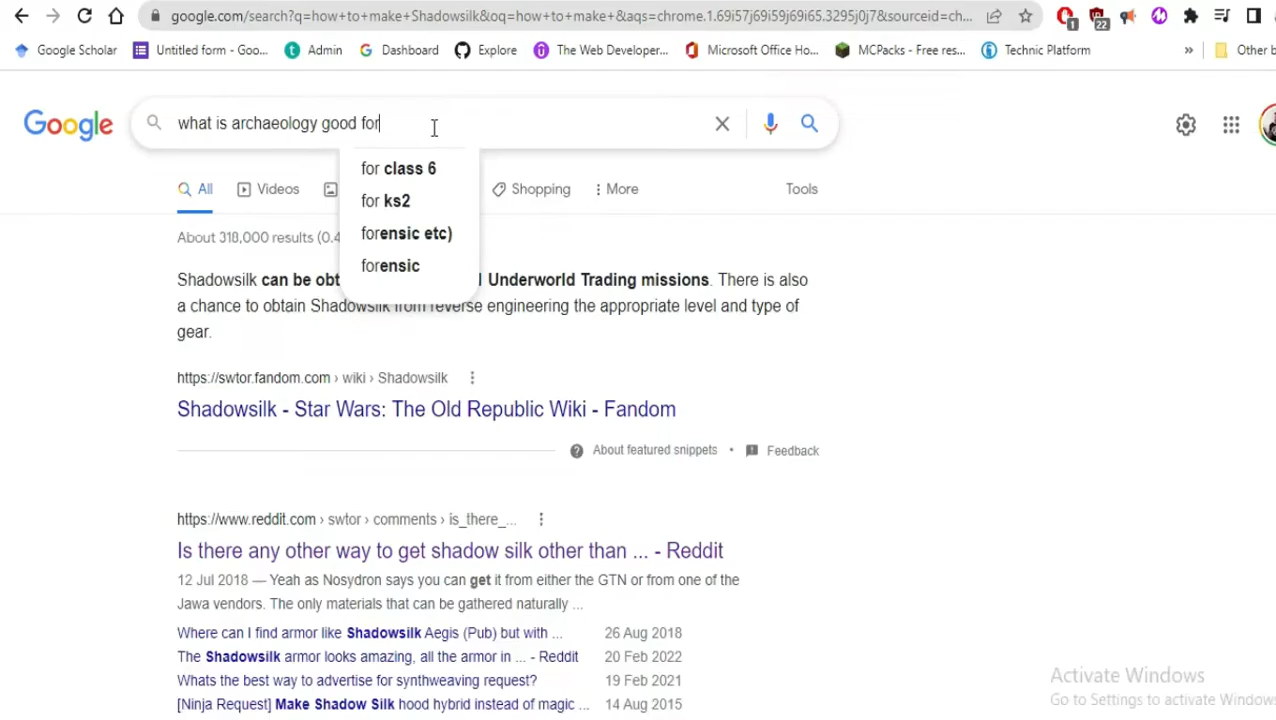 google.com/search?q=how+to+make+Shadowsilk&oq=how+to+make+&aqs=chrome.1.69i57j69i59j69i65.3295j0j7&sourceid=ch...
1
22
Google Scholar
Untitled form - Goo...
Admin
Dashboard
Explore
The Web Developer...
Microsoft Office Ho...
MCPacks - Free res...
Technic Platform
»
Other b
Google
what is archaeology good for
for class 6
for ks2
forensic etc)
forensic
All
Videos
Shopping
More
Tools
About 318,000 results (0.4
Shadowsilk can be obt
Underworld Trading missions. There is also
a chance to obtain Shadowsilk from reverse engineering the appropriate level and type of
gear.
https://swtor.fandom.com › wiki › Shadowsilk
Shadowsilk - Star Wars: The Old Republic Wiki - Fandom
About featured snippets
•
Feedback
https://www.reddit.com › swtor › comments › is_there_...
Is there any other way to get shadow silk other than ... - Reddit
12 Jul 2018 — Yeah as Nosydron says you can get it from either the GTN or from one of the
Jawa vendors. The only materials that can be gathered naturally ...
Where can I find armor like Shadowsilk Aegis (Pub) but with ... 26 Aug 2018
The Shadowsilk armor looks amazing, all the armor in ... - Reddit 20 Feb 2022
Whats the best way to advertise for synthweaving request? 19 Feb 2021
[Ninja Request] Make Shadow Silk hood hybrid instead of magic ... 14 Aug 2015
Activate Windows
Go to Settings to activate Windows